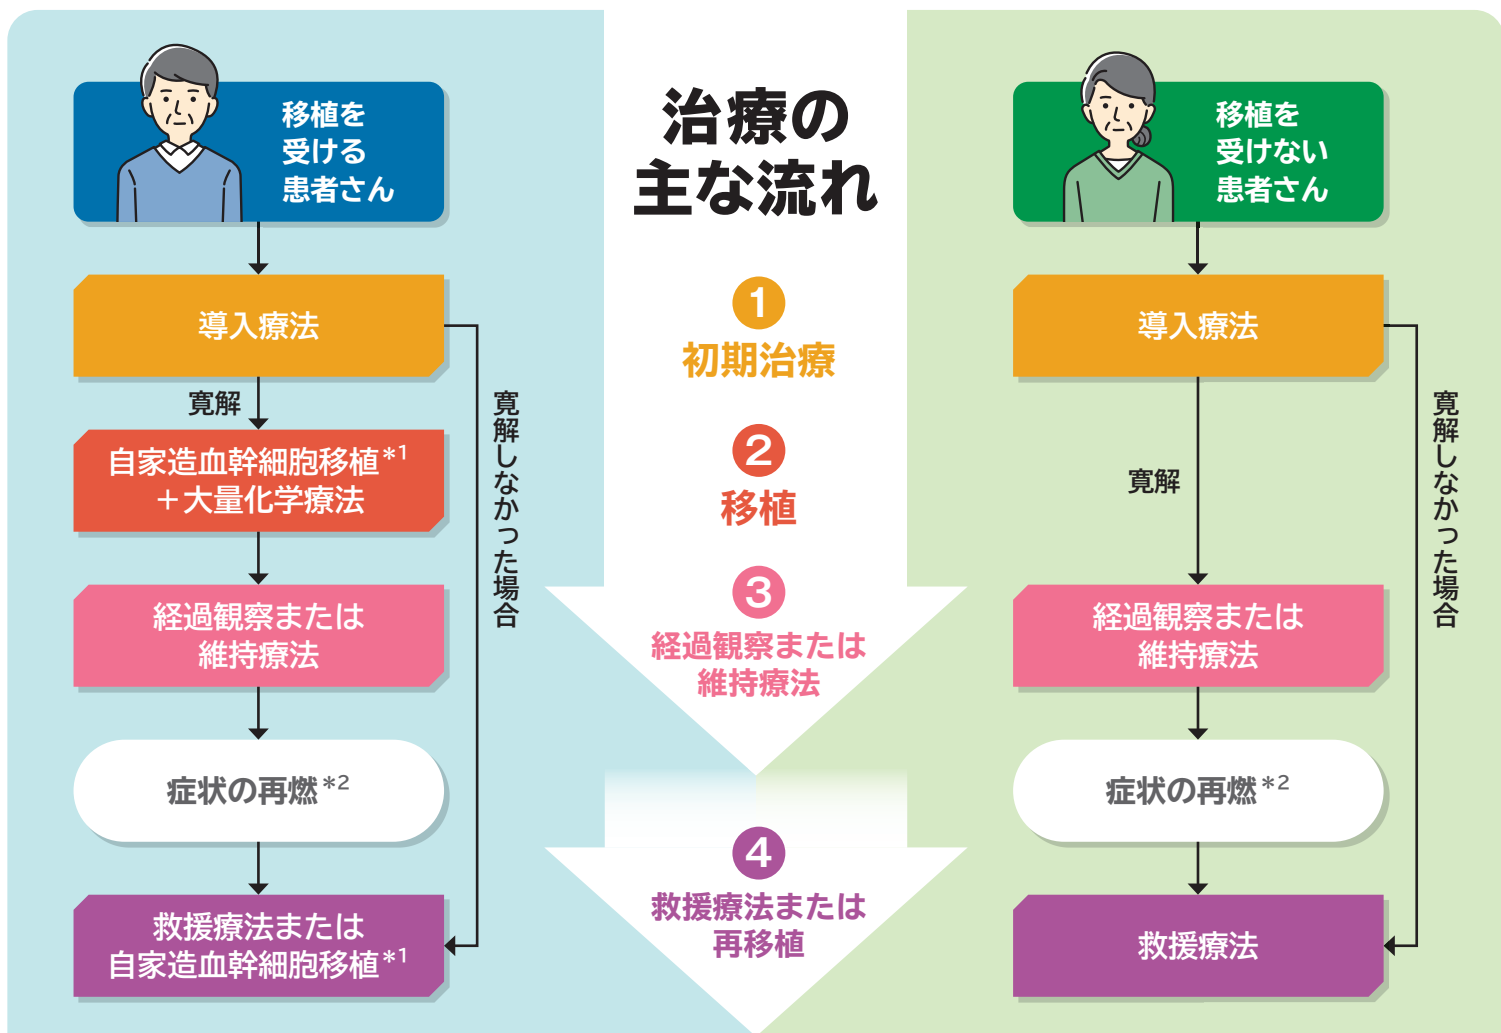 治療の
主な流れ
移植を
受ける
患者さん
導入療法
寛解
寛解しなかった場合
自家造血幹細胞移植*1
+大量化学療法
経過観察または
維持療法
症状の再燃*2
救援療法または
自家造血幹細胞移植*1
1
初期治療
2
移植
3
経過観察または
維持療法
4
救援療法または
再移植
移植を
受けない
患者さん
導入療法
寛解
寛解しなかった場合
経過観察または
維持療法
症状の再燃*2
救援療法